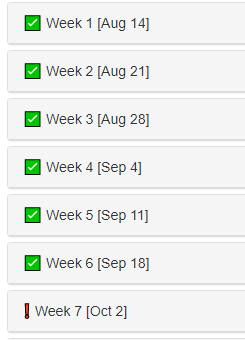 ✅ Week 1 [Aug 14]
✅ Week 2 [Aug 21]
✅ Week 3 [Aug 28]
✅ Week 4 [Sep 4]
✅ Week 5 [Sep 11]
✅ Week 6 [Sep 18]
❗ Week 7 [Oct 2]